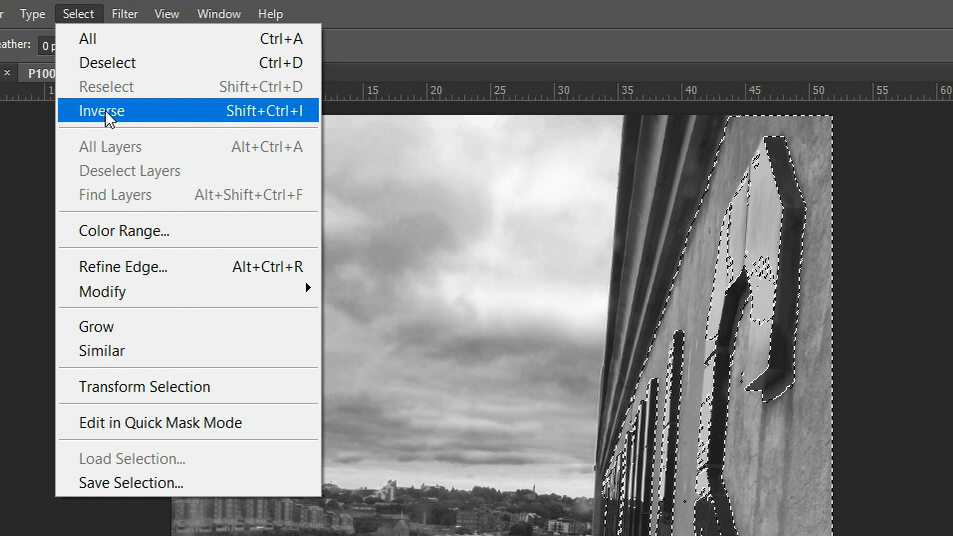 Type Select Filter View Window Help
eather: 0 p
× P100
15 20 25 30 35 40 45 50 55 60
All Ctrl+A
Deselect Ctrl+D
Reselect Shift+Ctrl+D
Inverse Shift+Ctrl+I
All Layers Alt+Ctrl+A
Deselect Layers
Find Layers Alt+Shift+Ctrl+F
Color Range...
Refine Edge... Alt+Ctrl+R
Modify
Grow
Similar
Transform Selection
Edit in Quick Mask Mode
Load Selection...
Save Selection...